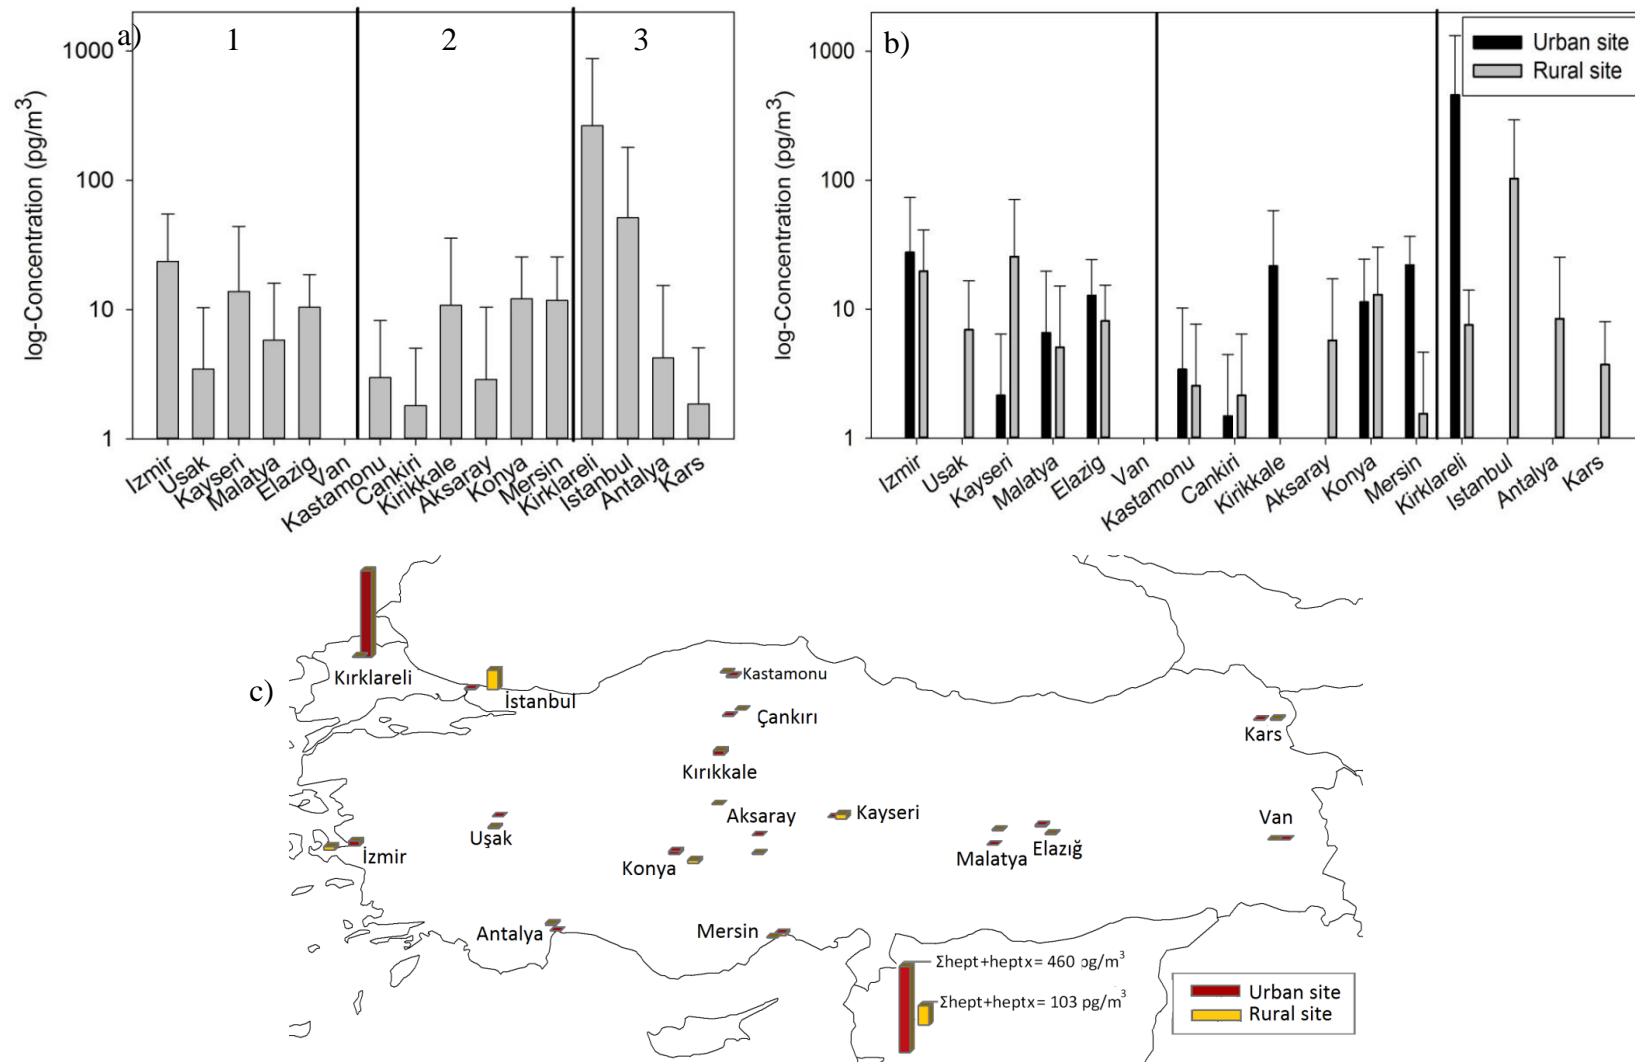 a)
1
2
3
log-Concentration (pg/m³)
1000
100
10
1
Izmir
Usak
Kayseri
Malatya
Elazig
Van
Kastamonu
Cankiri
Kirikkale
Aksaray
Konya
Mersin
Kirklareli
Istanbul
Antalya
Kars
b)
Urban site
Rural site
log-Concentration (pg/m³)
1000
100
10
1
Izmir
Usak
Kayseri
Malatya
Elazig
Van
Kastamonu
Cankiri
Kirikkale
Aksaray
Konya
Mersin
Kirklareli
Istanbul
Antalya
Kars
c)
Kırklareli
İstanbul
Kastamonu
Çankırı
Kars
Kırıkkale
Uşak
Aksaray
Kayseri
Van
İzmir
Konya
Malatya
Elazığ
Antalya
Mersin
Σhept+heptx= 460 pg/m³
Σhept+heptx= 103 pg/m³
Urban site
Rural site